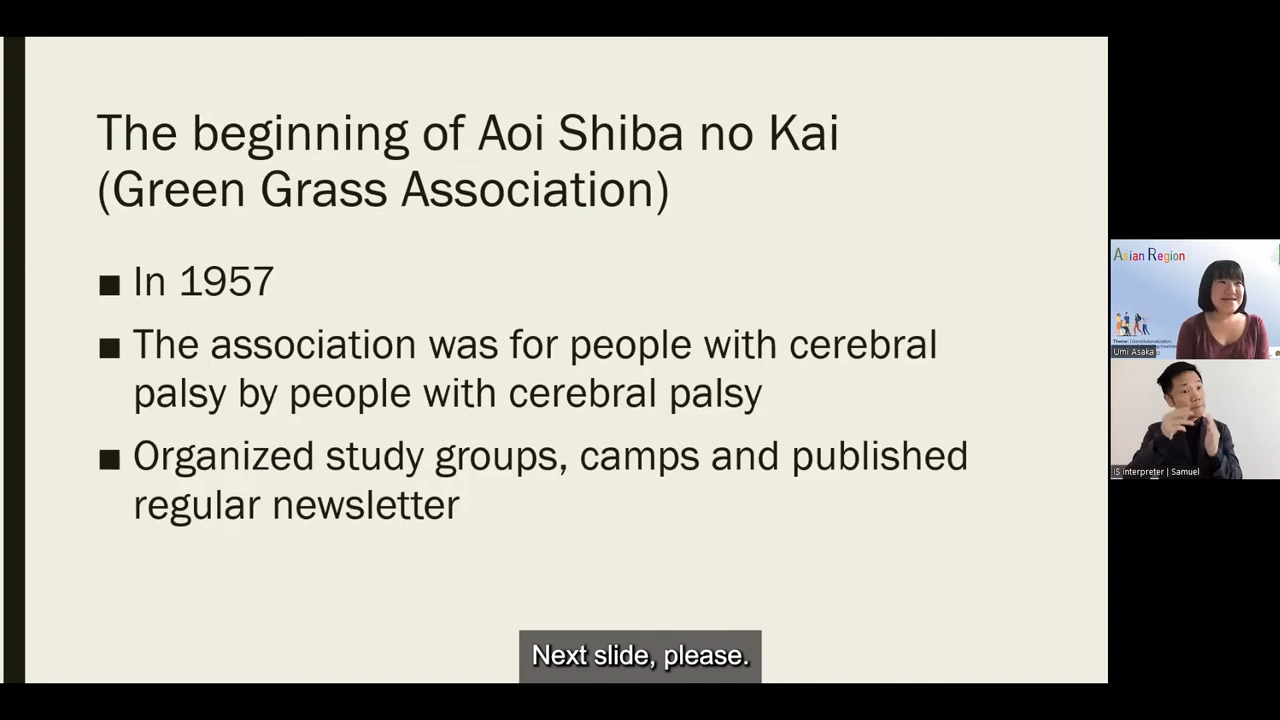 The beginning of Aoi Shiba no Kai
(Green Grass Association)
■ In 1957
■ The association was for people with cerebral
palsy by people with cerebral palsy
■ Organized study groups, camps and published
regular newsletter
Asian Region
Theme: Deinstitutionalization,
Umi Asaka
IS Interpreter | Samuel
Next slide, please.